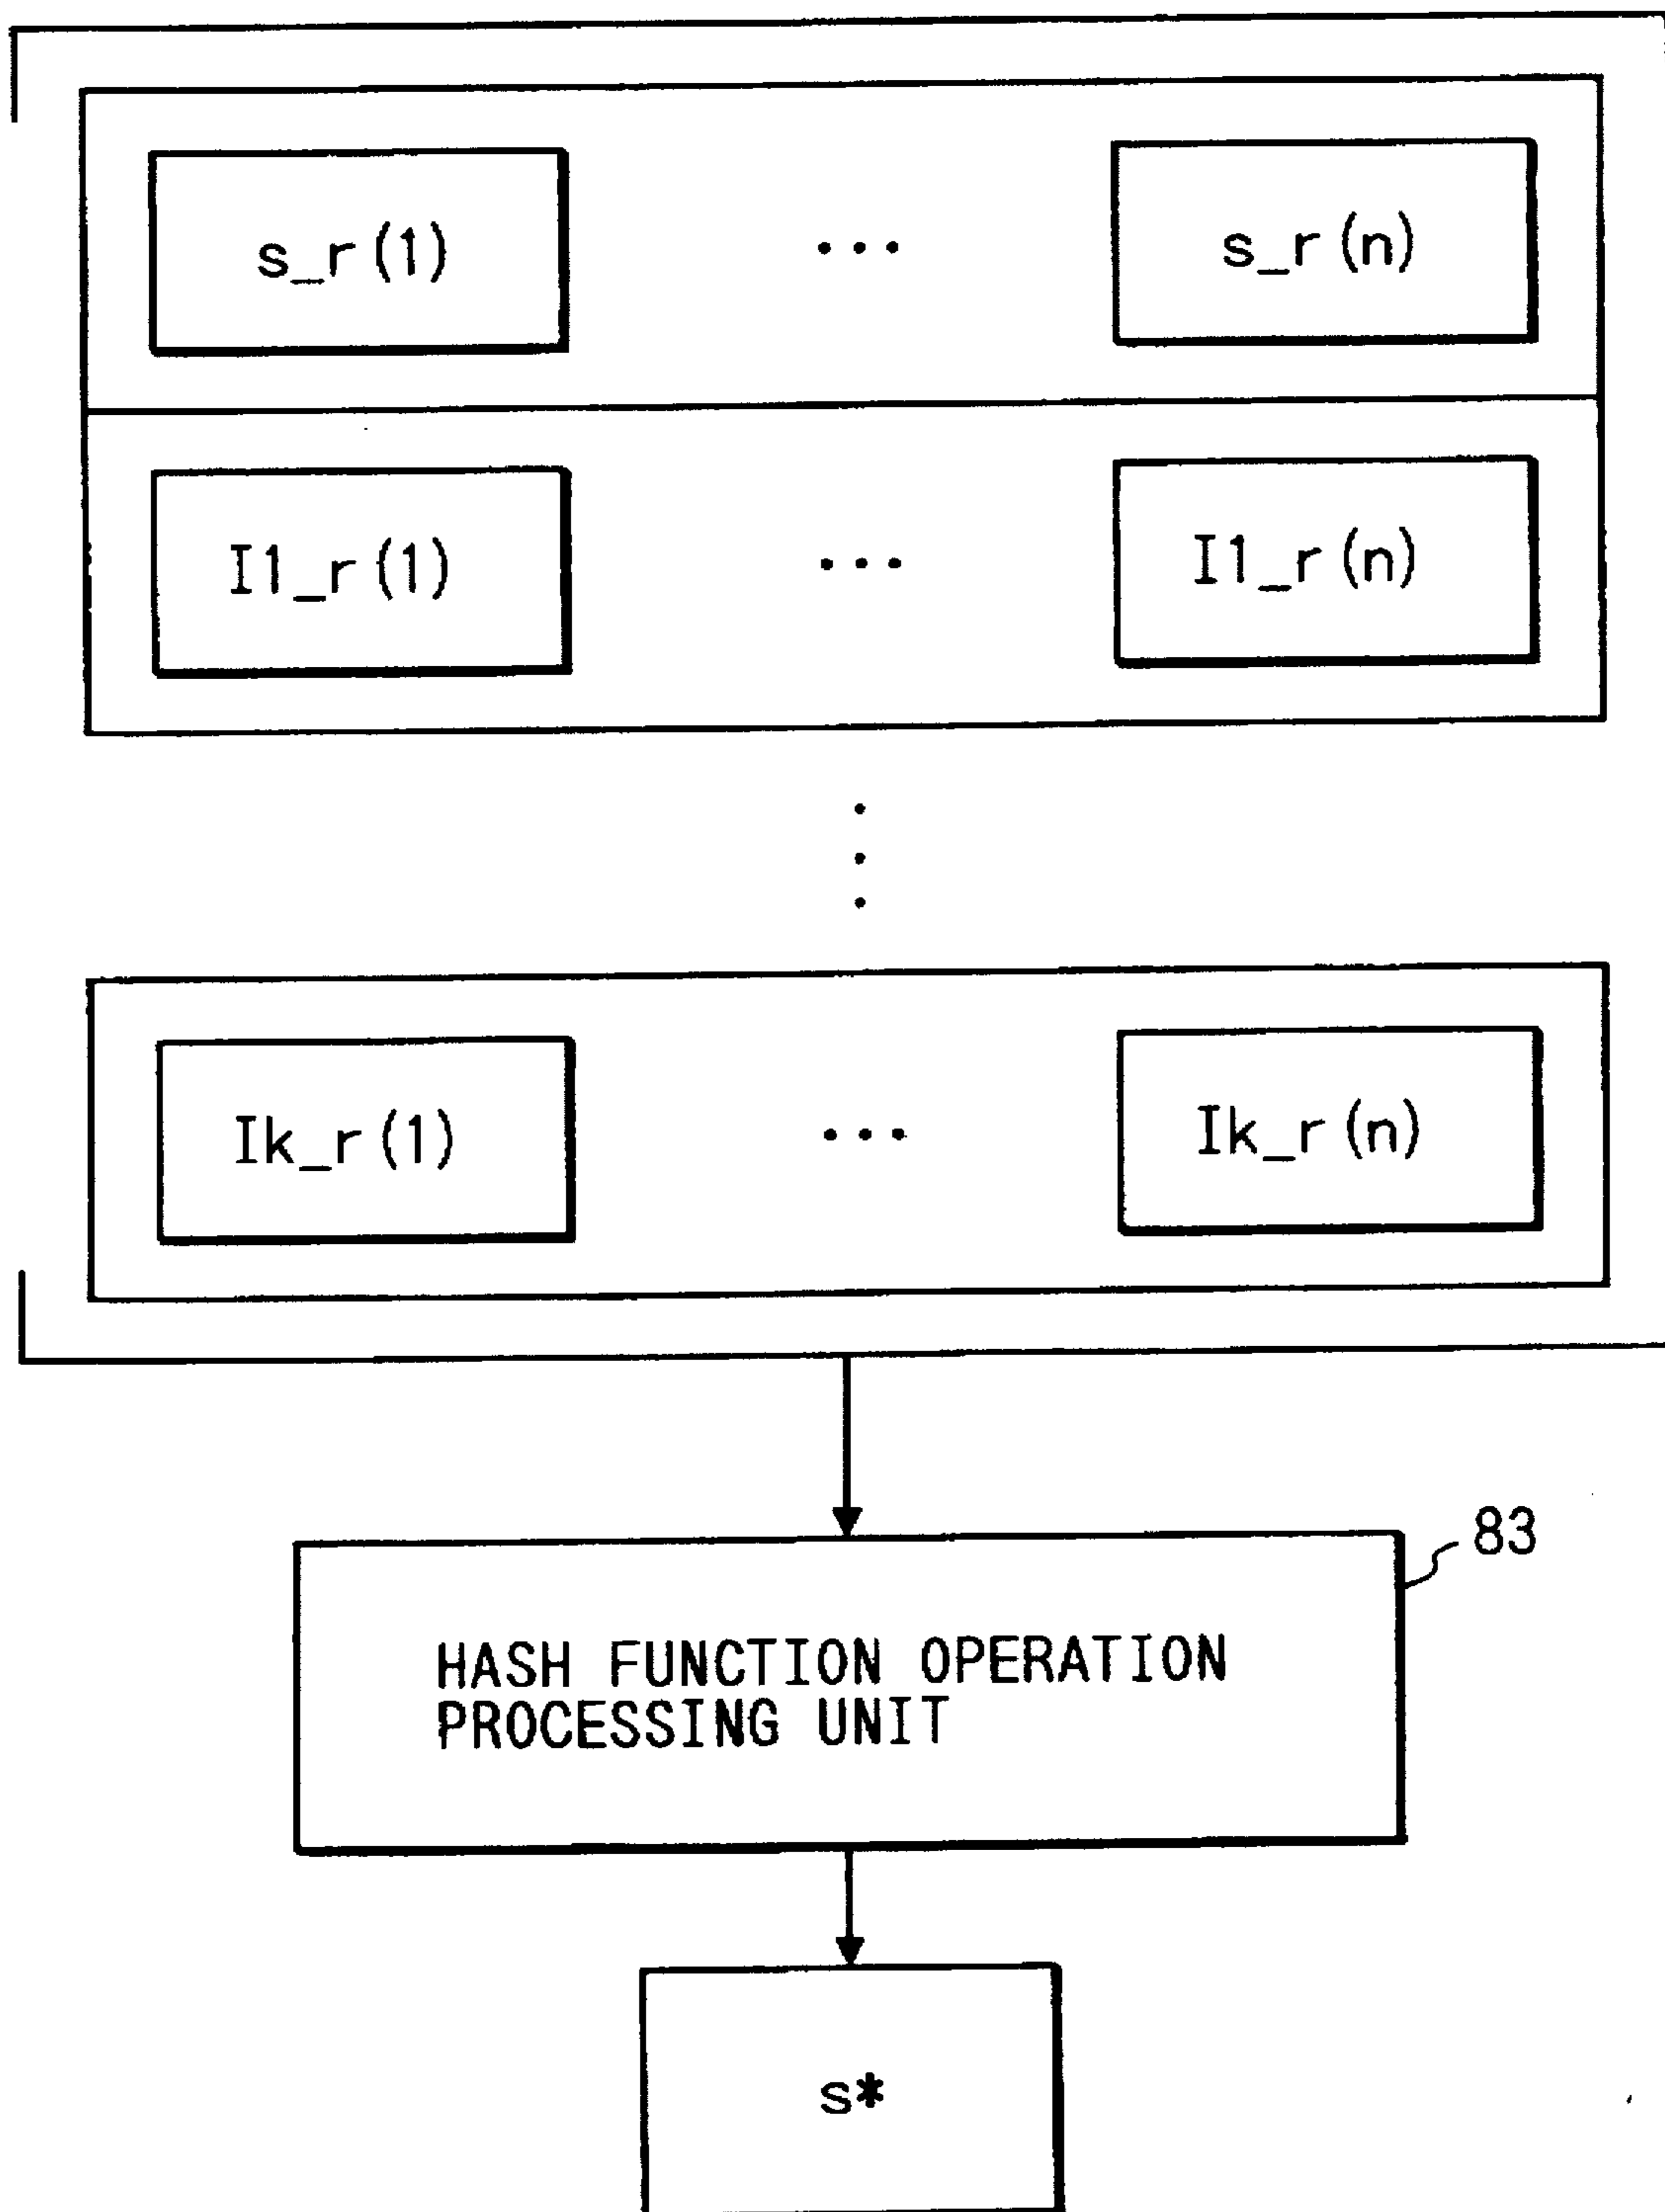 s_r(1) ... s_r(n)
I1_r(1) ... I1_r(n)
Ik_r(1) ... Ik_r(n)
83
HASH FUNCTION OPERATION
PROCESSING UNIT
s*